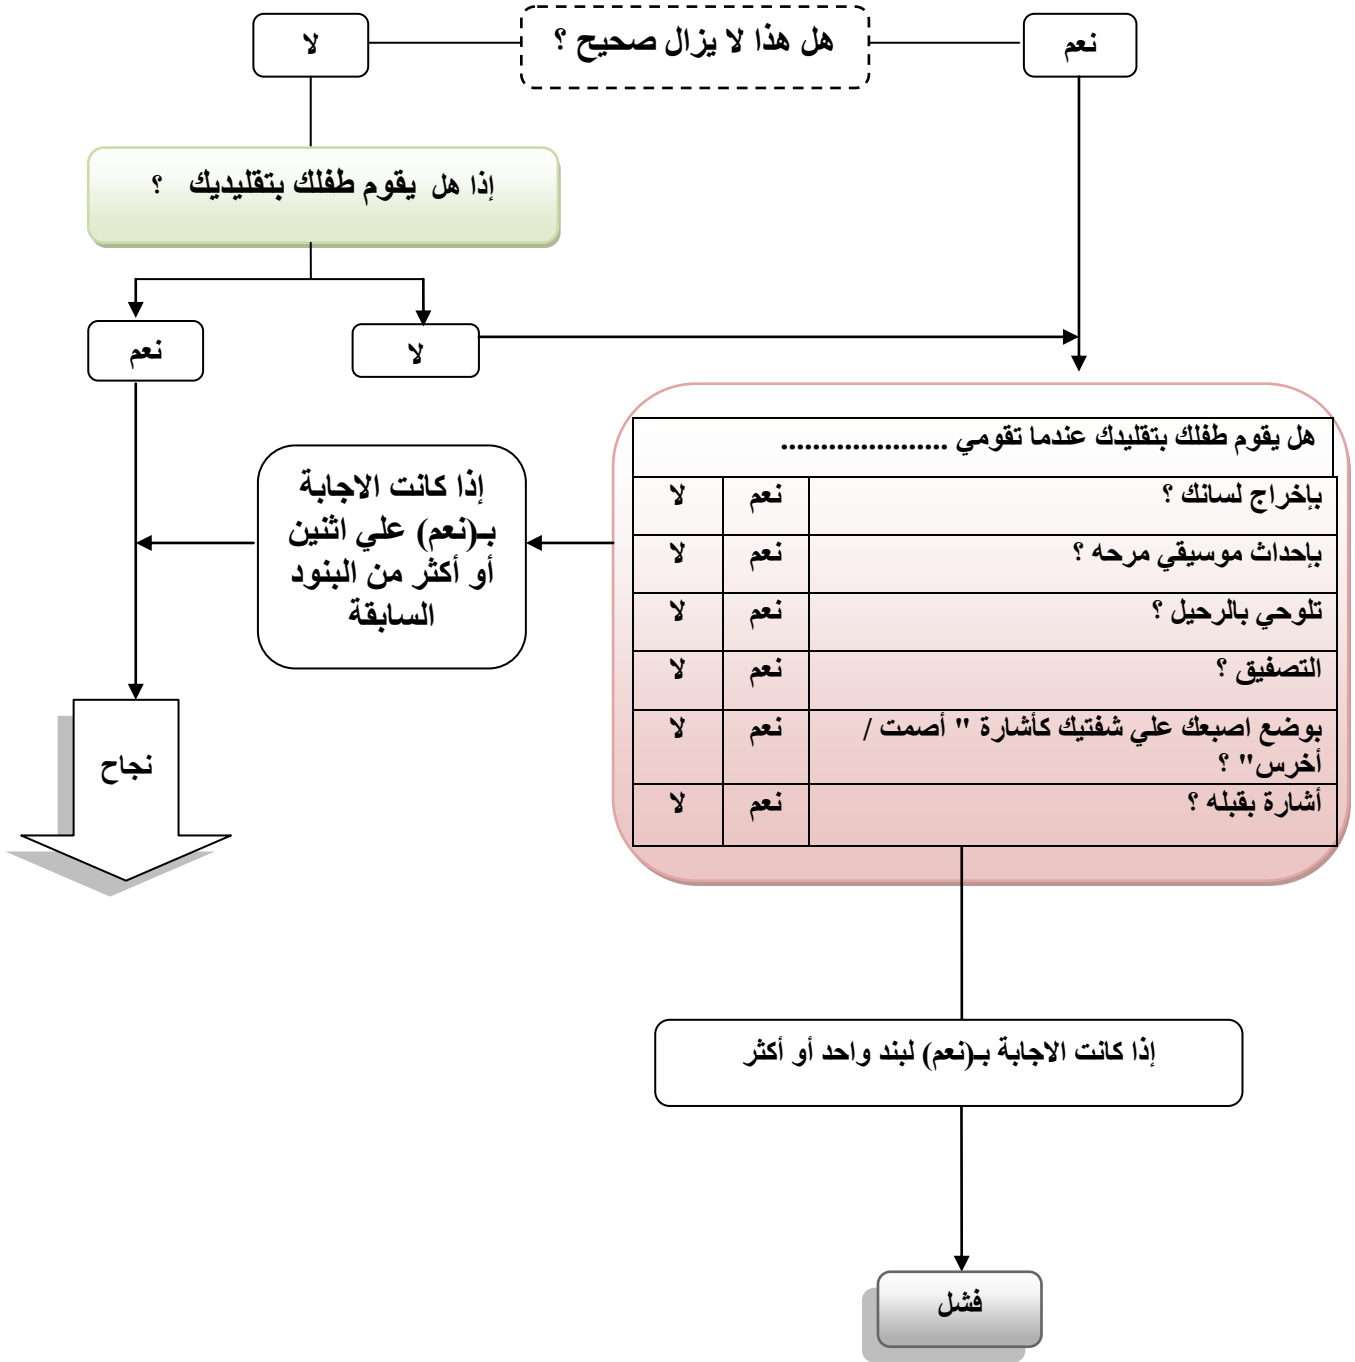 هل هذا لا يزال صحيح ؟
نعم
لا
إذا هل يقوم طفلك بتقليديك ؟
نعم
لا
هل يقوم طفلك بتقليدك عندما تقومي .....................
بإخراج لسانك ؟ نعم لا
بإحداث موسيقي مرحه ؟ نعم لا
تلوحي بالرحيل ؟ نعم لا
التصفيق ؟ نعم لا
بوضع اصبعك علي شفتيك كأشارة " أصمت / نعم لا
أخرس" ؟
أشارة بقبله ؟ نعم لا
إذا كانت الاجابة
بـ(نعم) علي اثنين
أو أكثر من البنود
السابقة
نجاح
إذا كانت الاجابة بـ(نعم) لبند واحد أو أكثر
فشل